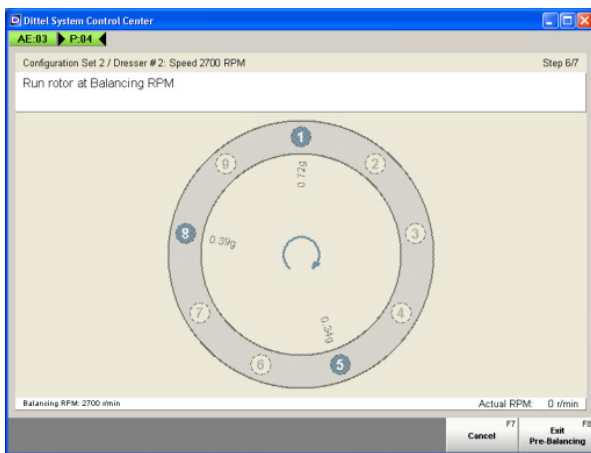 Dittel System Control Center
AE:03 P:04
Configuration Set 2 / Dresser # 2: Speed 2700 RPM Step 6/7
Run rotor at Balancing RPM
1
9 2
0.72g
8 0.39g 3
7 4
0.34g
6 5
Balancing RPM: 2700 r/min Actual RPM: 0 r/min
F7 F8
Cancel Exit
Pre-Balancing